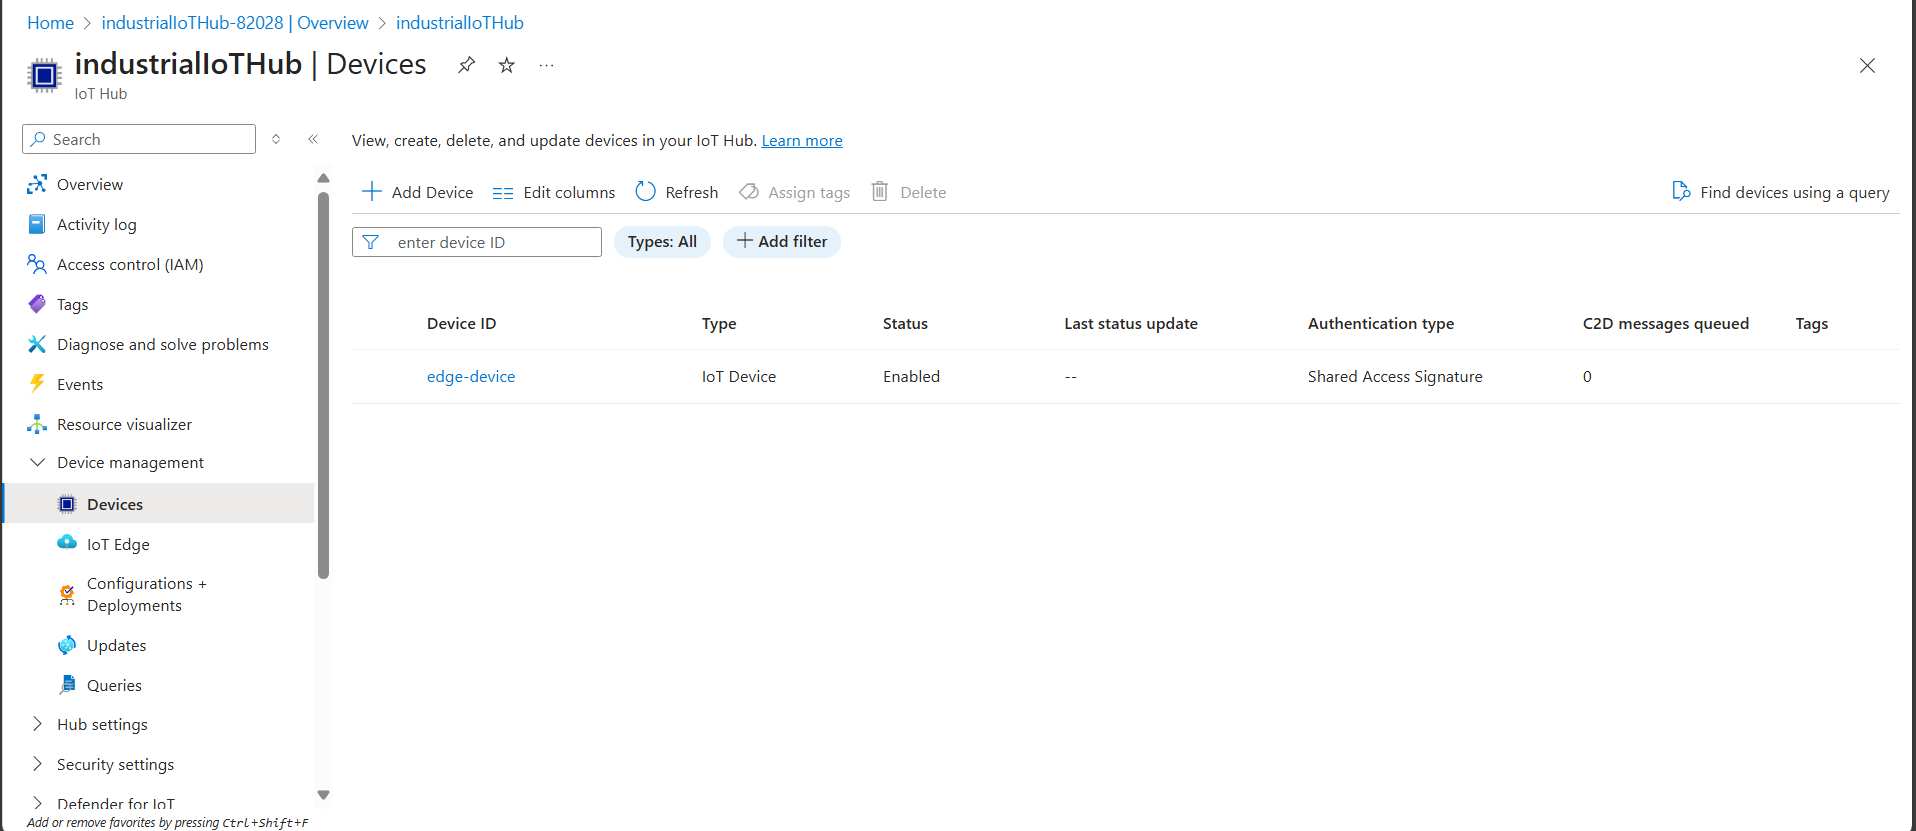 Home > industrialIoTHub-82028 | Overview > industrialIoTHub
industrialIoTHub | Devices ...
IoT Hub
Search
Overview
Activity log
Access control (IAM)
Tags
Diagnose and solve problems
Events
Resource visualizer
Device management
Devices
IoT Edge
Configurations +
Deployments
Updates
Queries
Hub settings
Security settings
Defender for IoT
Add or remove favorites by pressing Ctrl+Shift+F
View, create, delete, and update devices in your IoT Hub. Learn more
Add Device Edit columns Refresh Assign tags Delete Find devices using a query
enter device ID Types: All Add filter
Device ID Type Status Last status update Authentication type C2D messages queued Tags
edge-device IoT Device Enabled -- Shared Access Signature 0